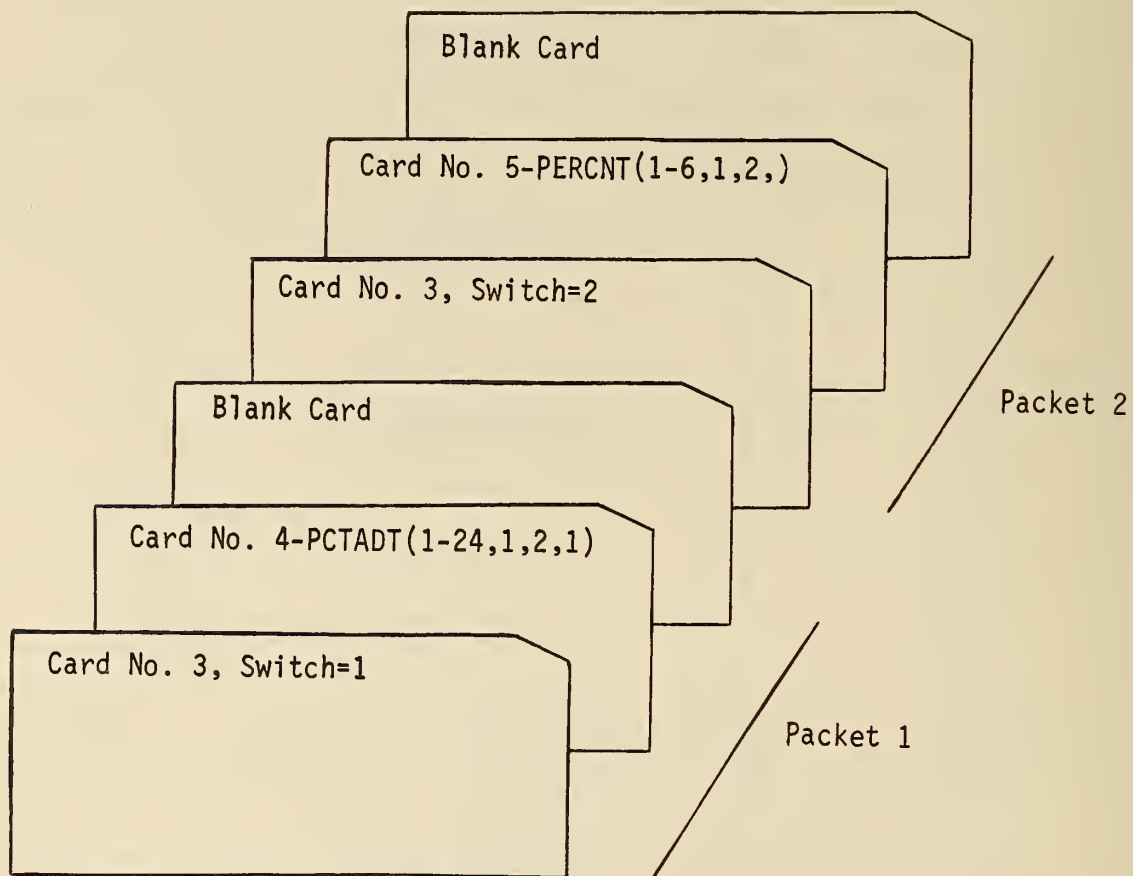 Blank Card
Card No. 5-PERCNT(1-6,1,2,)
Card No. 3, Switch=2
Packet 2
Blank Card
Card No. 4-PCTADT(1-24,1,2,1)
Card No. 3, Switch=1
Packet 1